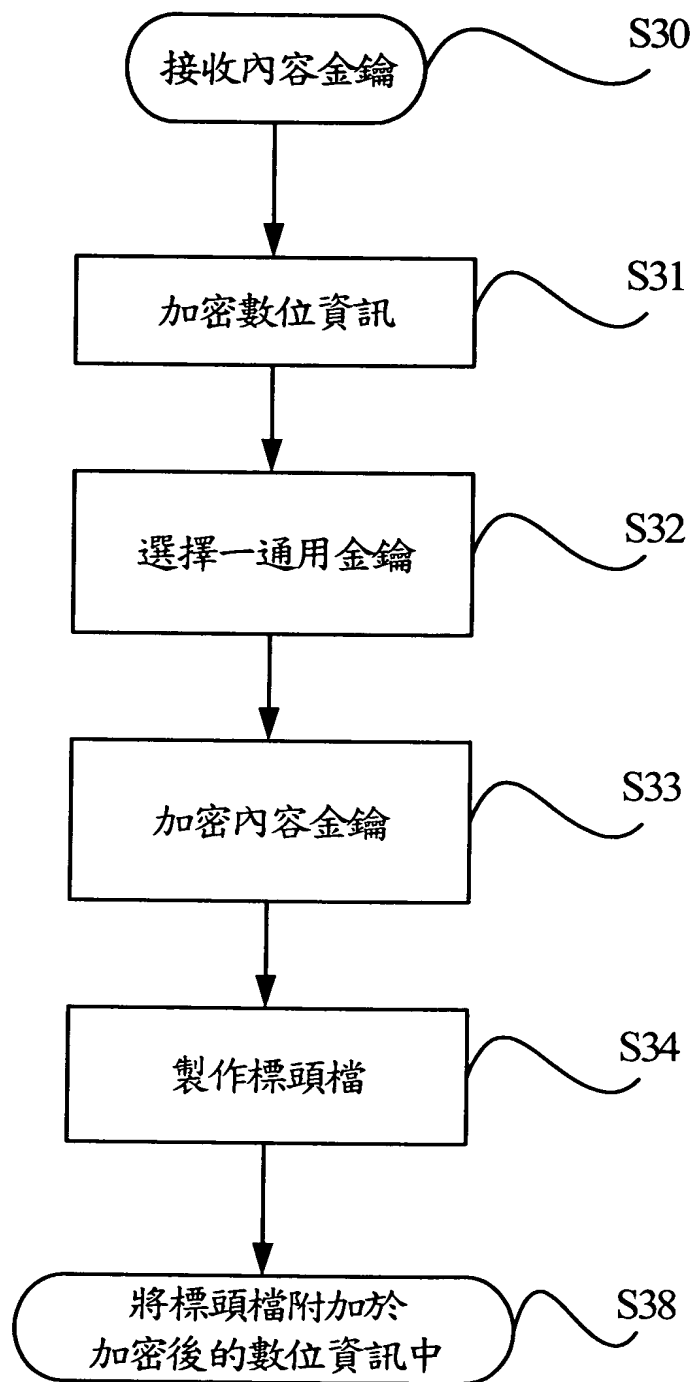 接收內容金鑰
S30
加密數位資訊
S31
選擇一通用金鑰
S32
加密內容金鑰
S33
製作標頭檔
S34
將標頭檔附加於
加密後的數位資訊中
S38